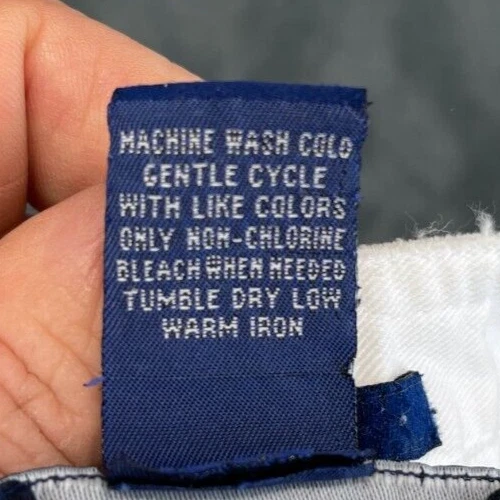 MACHINE WASH COLD
GENTLE CYCLE
WITH LIKE COLORS
ONLY NON-CHLORINE
BLEACH WHEN NEEDED
TUMBLE DRY LOW
WARM IRON